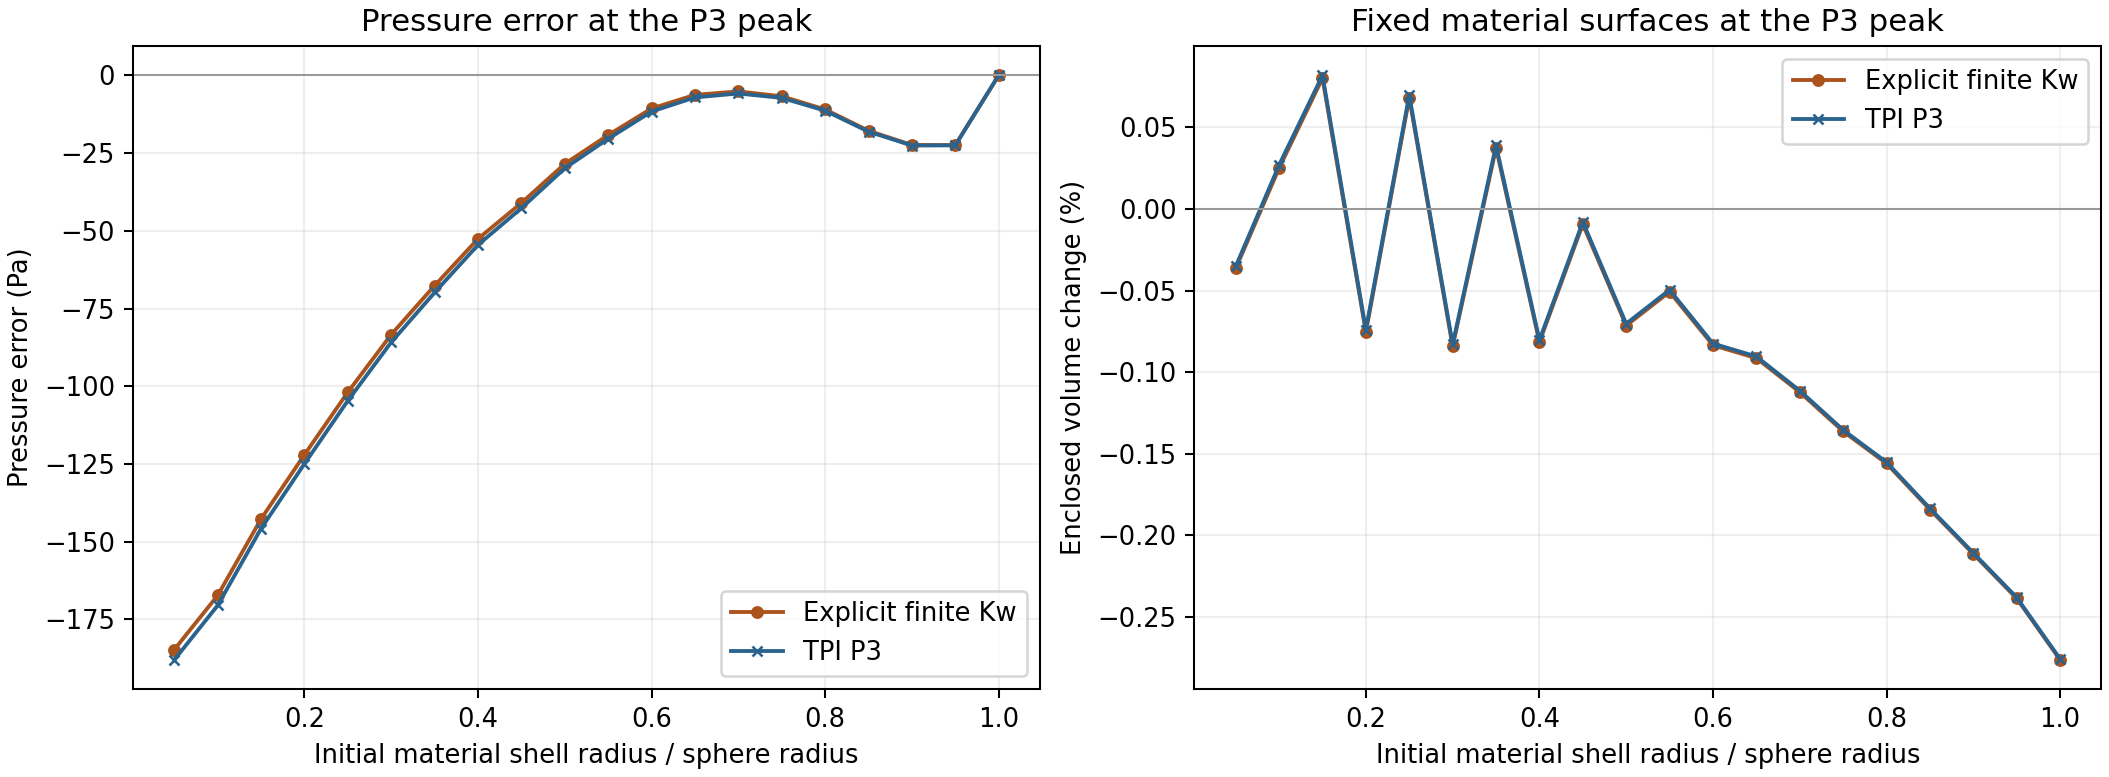 Pressure error at the P3 peak
Pressure error (Pa)
0
−25
−50
−75
−100
−125
−150
−175
Explicit finite Kw
TPI P3
0.2 0.4 0.6 0.8 1.0
Initial material shell radius / sphere radius
Fixed material surfaces at the P3 peak
Enclosed volume change (%)
0.05
0.00
−0.05
−0.10
−0.15
−0.20
−0.25
Explicit finite Kw
TPI P3
0.2 0.4 0.6 0.8 1.0
Initial material shell radius / sphere radius